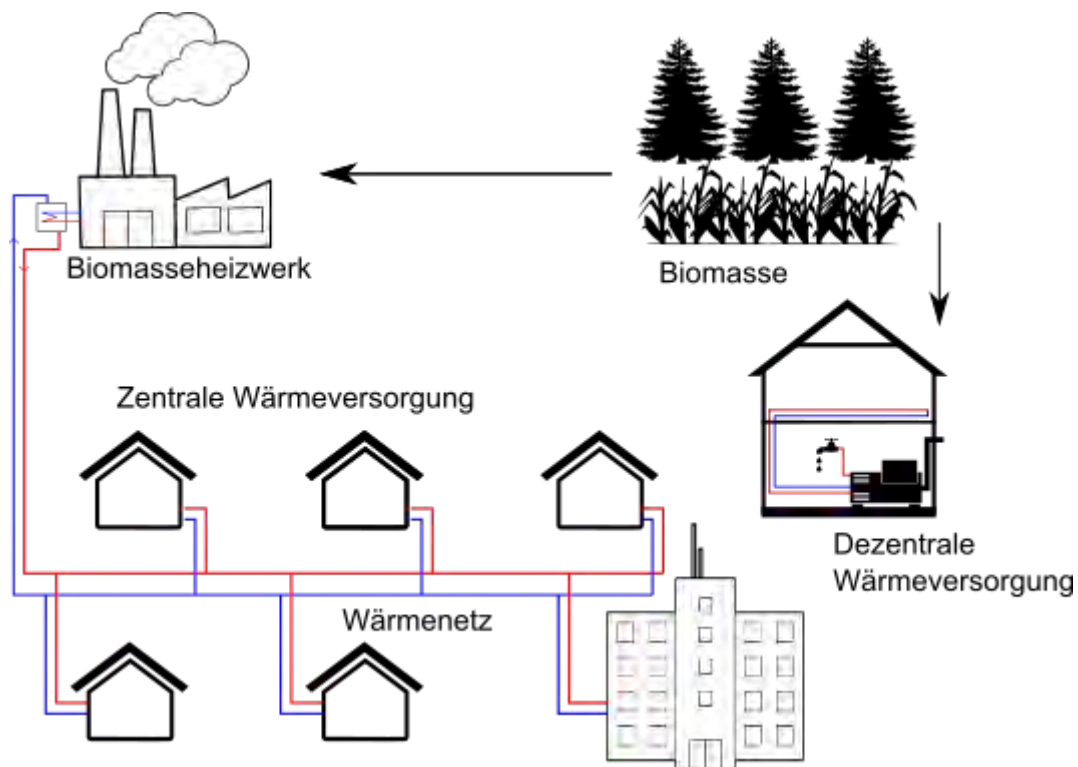 Biomasseheizwerk
Biomasse
Zentrale Wärmeversorgung
Dezentrale
Wärmeversorgung
Wärmenetz